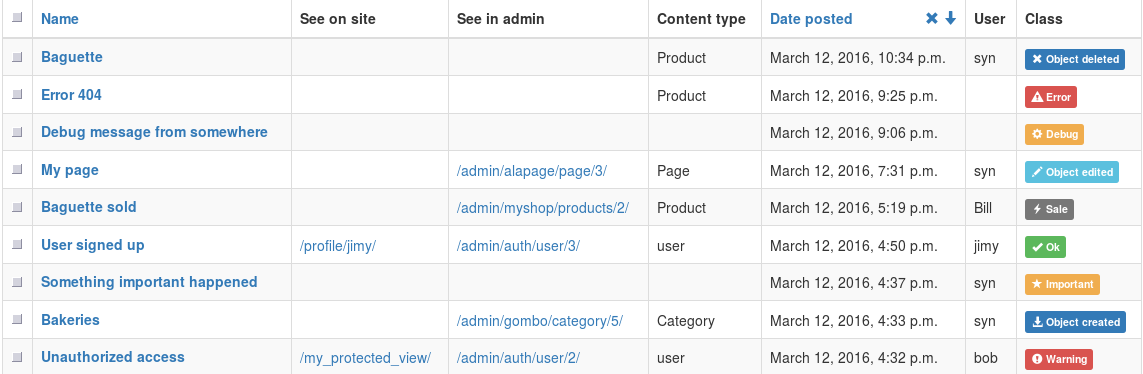 Name See on site See in admin Content type Date posted User Class
Baguette Product March 12, 2016, 10:34 p.m. syn Object deleted
Error 404 Product March 12, 2016, 9:25 p.m. Error
Debug message from somewhere March 12, 2016, 9:06 p.m. Debug
My page /admin/alapage/page/3/ Page March 12, 2016, 7:31 p.m. syn Object edited
Baguette sold /admin/myshop/products/2/ Product March 12, 2016, 5:19 p.m. Bill Sale
User signed up /profile/jimy/ /admin/auth/user/3/ user March 12, 2016, 4:50 p.m. jimy Ok
Something important happened March 12, 2016, 4:37 p.m. syn Important
Bakeries /admin/gombo/category/5/ Category March 12, 2016, 4:33 p.m. syn Object created
Unauthorized access /my_protected_view/ /admin/auth/user/2/ user March 12, 2016, 4:32 p.m. bob Warning